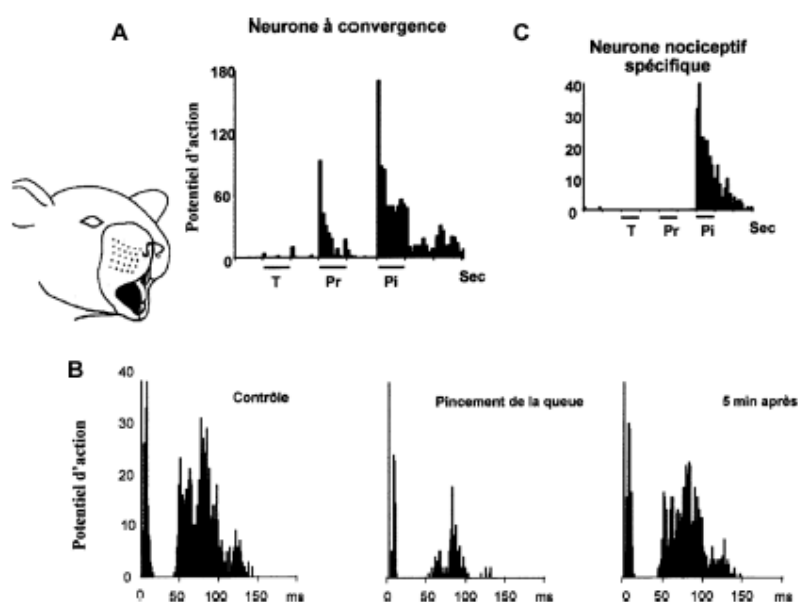 A
Neurone à convergence
180
120
60
0
Potentiel d'action
T
Pr
Pi
Sec
C
Neurone nociceptif
spécifique
40
30
20
10
0
T
Pr
Pi
Sec
B
40
30
20
10
0
Potentiel d'action
Contrôle
0
50
100
150
ms
Pincement de la queue
0
50
100
150
ms
5 min après
0
50
100
150
ms